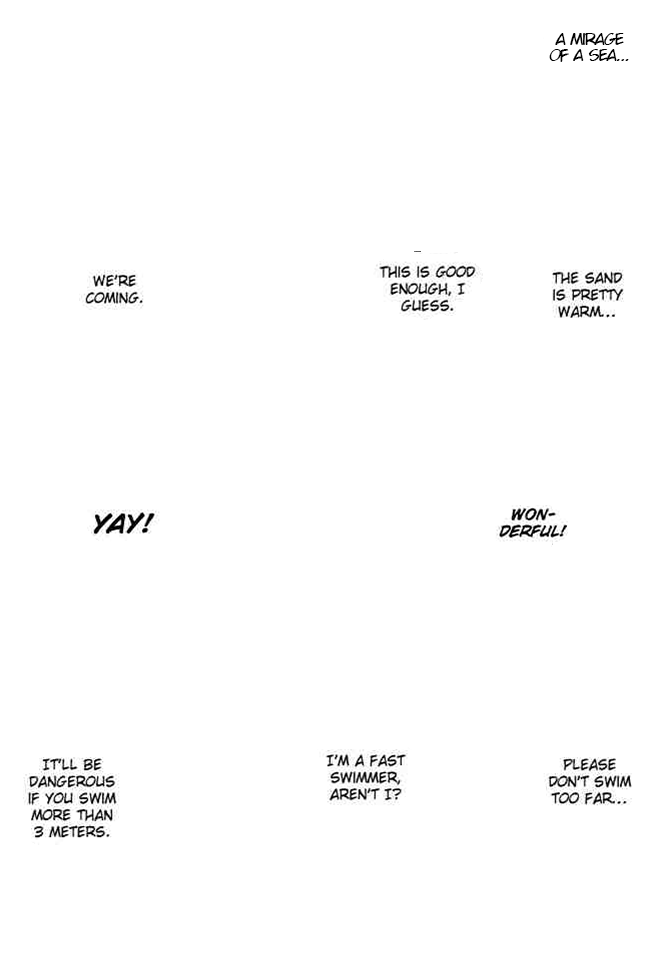 A MIRAGE
OF A SEA...
THE SAND
IS PRETTY
WARM...
THIS IS GOOD
ENOUGH, I
GUESS.
WE'RE
COMING.
WON-
DERFUL!
YAY!
PLEASE
DON'T SWIM
TOO FAR...
I'M A FAST
SWIMMER,
AREN'T I?
IT'LL BE
DANGEROUS
IF YOU SWIM
MORE THAN
3 METERS.